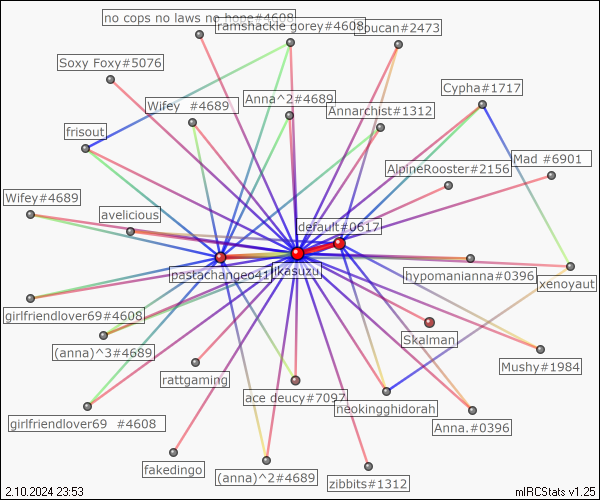 no cops no laws no hope#4608
ramshackle gorey#4608
Toucan#2473
Soxy Foxy#5076
Cypha#1717
Wifey  #4689
Anna^2#4689
Annarchist#1312
frisout
Mad #6901
AlpineRooster#2156
Wifey#4689
avelicious
default#0617
pastachangeo41
likasuzu
hypomanianna#0396
xenoyaut
girlfriendlover69#4608
Skalman
(anna)^3#4689
Mushy#1984
rattgaming
ace deucy#7097
neokingghidorah
girlfriendlover69  #4608
Anna.#0396
fakedingo
(anna)^2#4689
zibbits#1312
2.10.2024 23:53
mIRCStats v1.25